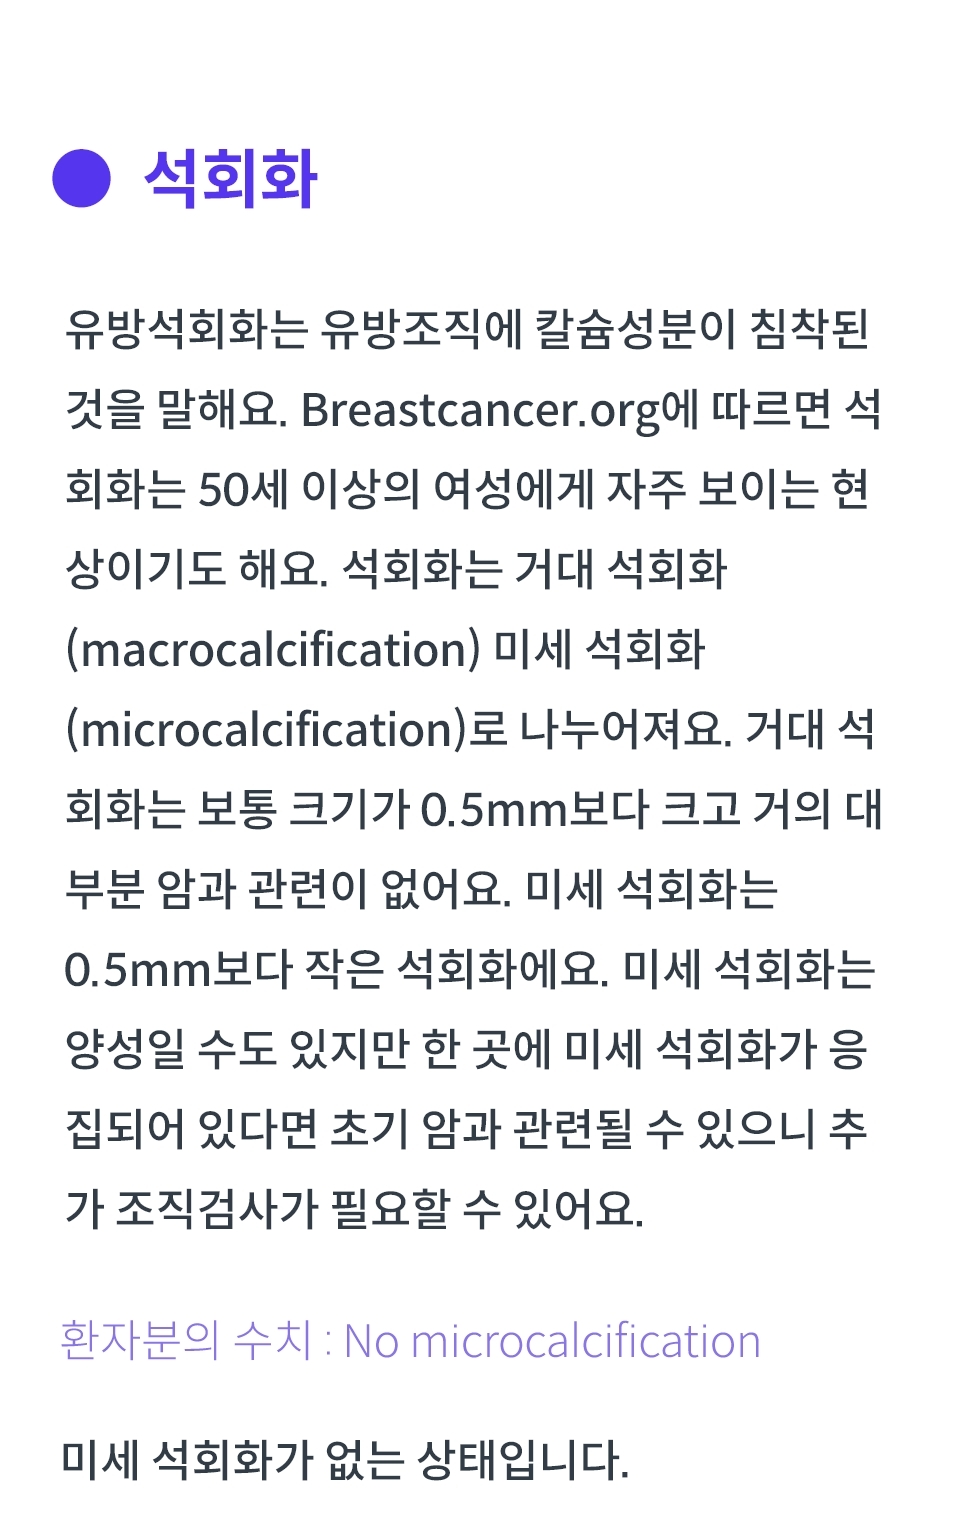 석회화
유방석회화는 유방조직에 칼슘성분이 침착된
것을 말해요. Breastcancer.org에 따르면 석
회화는 50세 이상의 여성에게 자주 보이는 현
상이기도 해요. 석회화는 거대 석회화
(macrocalcification) 미세 석회화
(microcalcification)로 나누어져요. 거대 석
회화는 보통 크기가 0.5mm보다 크고 거의 대
부분 암과 관련이 없어요. 미세 석회화는
0.5mm보다 작은 석회화에요. 미세 석회화는
양성일 수도 있지만 한 곳에 미세 석회화가 응
집되어 있다면 초기 암과 관련될 수 있으니 추
가 조직검사가 필요할 수 있어요.
환자분의 수치 : No microcalcification
미세 석회화가 없는 상태입니다.